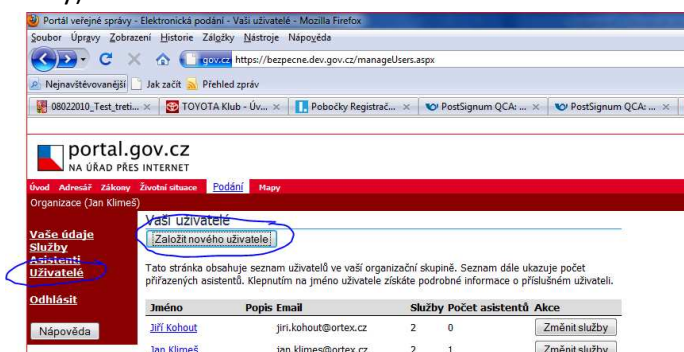 Portál veřejné správy - Elektronická podání - Vaši uživatelé - Mozilla Firefox
Soubor Úpravy Zobrazení Historie Záložky Nástroje Nápověda
gov.cz https://bezpecne.dev.gov.cz/manageUsers.aspx
Nejnavštěvovanější Jak začít Přehled zpráv
08022010_Test_treti... TOYOTA Klub - Úv... Pobočky Registrač... PostSignum QCA: ... PostSignum QCA: ...
portal.gov.cz
NA ÚŘAD PŘES INTERNET
Úvod Adresář Zákony Životní situace Podání Mapy
Organizace (Jan Klimeš)
Vaši uživatelé
Vaše údaje
Služby
Asistenti
Uživatelé
Odhlásit
Nápověda
Založit nového uživatele
Tato stránka obsahuje seznam uživatelů ve vaší organizační skupině. Seznam dále ukazuje počet
přiřazených asistentů. Klepnutím na jméno uživatele získáte podrobné informace o příslušném uživateli.
Jméno Popis Email Služby Počet asistentů Akce
Jiří Kohout jiri.kohout@ortex.cz 2 0 Změnit služby
Jan Klimeš jan.klimes@ortex.cz 2 1 Změnit služby